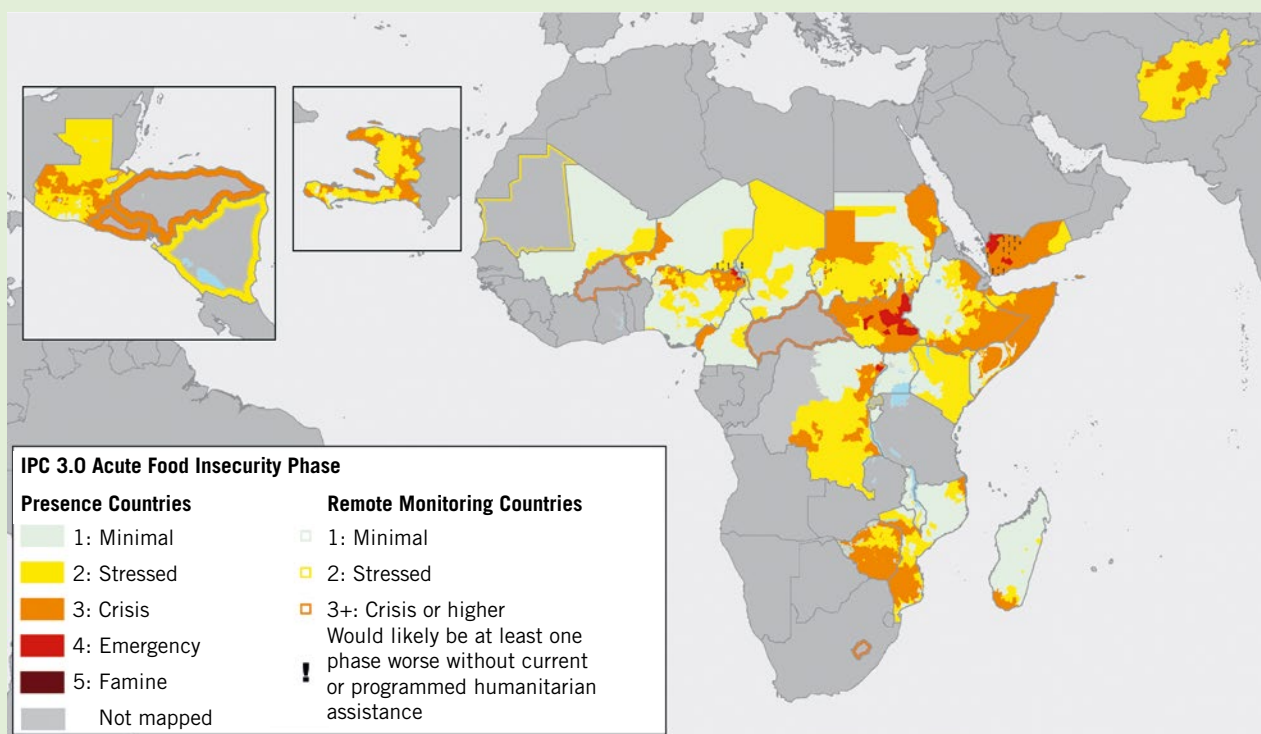 IPC 3.0 Acute Food Insecurity Phase
Presence Countries
1: Minimal
2: Stressed
3: Crisis
4: Emergency
5: Famine
Not mapped
Remote Monitoring Countries
1: Minimal
2: Stressed
3+: Crisis or higher
Would likely be at least one
phase worse without current
! or programmed humanitarian
assistance